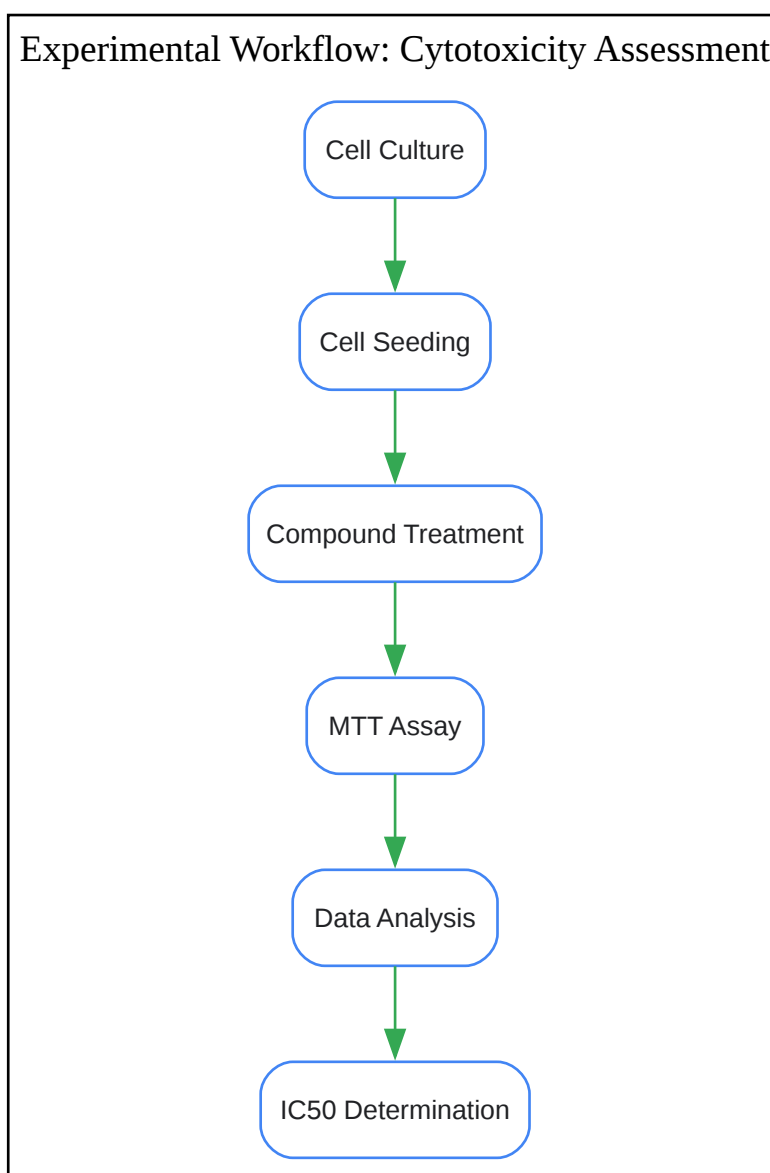 Experimental Workflow: Cytotoxicity Assessment
Cell Culture
Cell Seeding
Compound Treatment
MTT Assay
Data Analysis
IC50 Determination